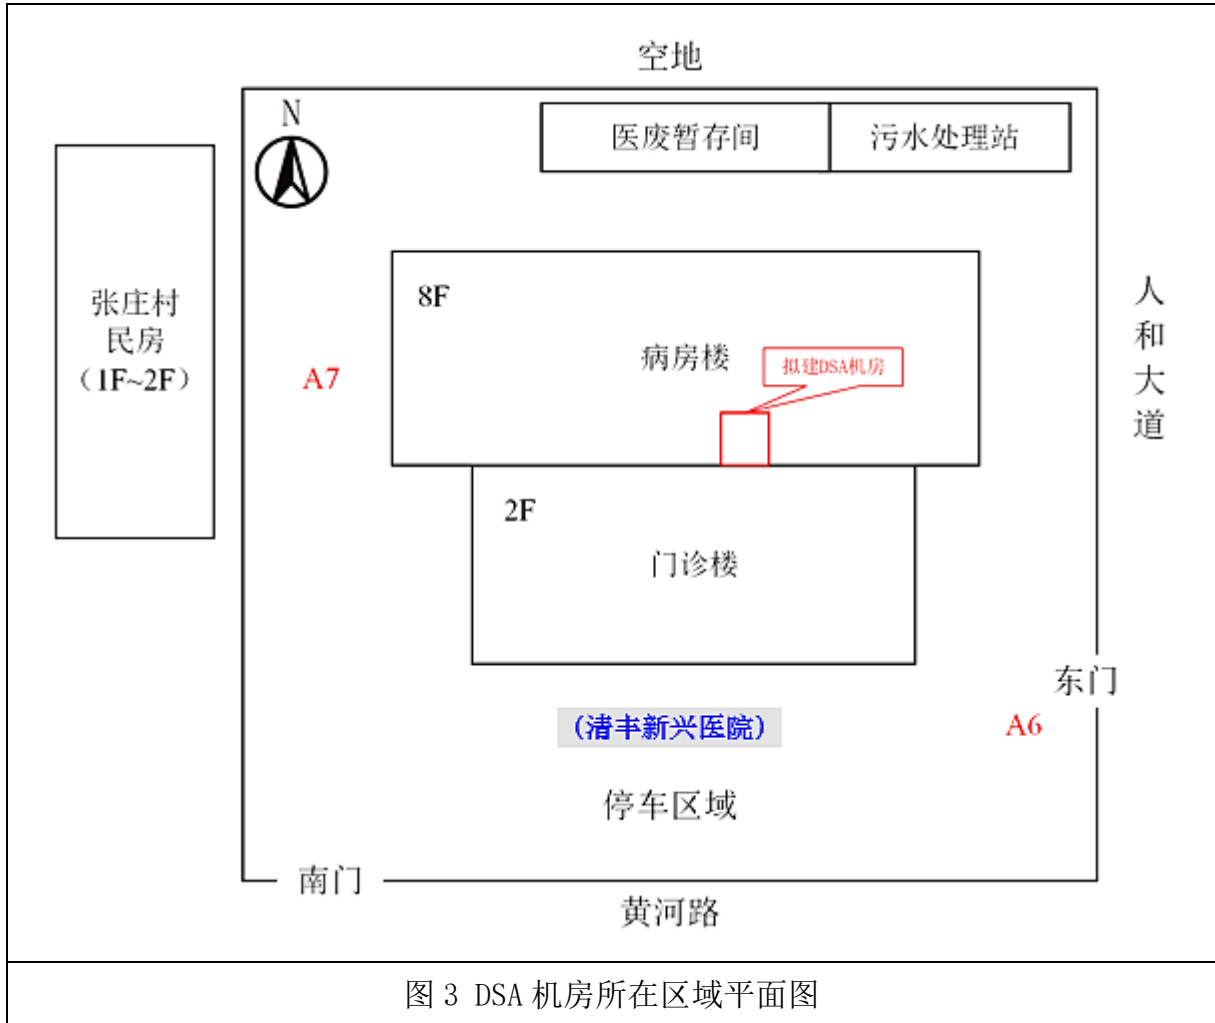 空地
N
医废暂存间
污水处理站
张庄村
民房
（1F~2F）
8F
病房楼
拟建DSA机房
A7
人
和
大
道
2F
门诊楼
东门
A6
（清丰新兴医院）
停车区域
南门
黄河路
图 3 DSA 机房所在区域平面图